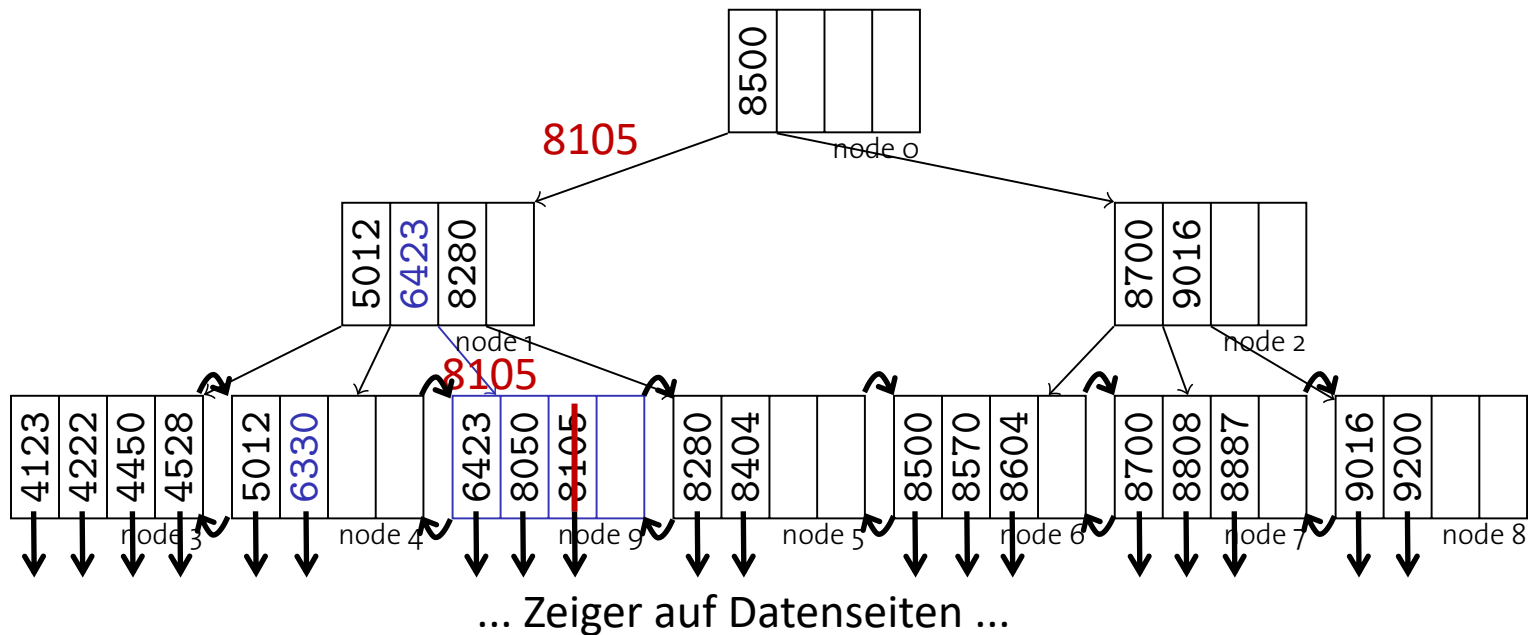 8500
node 0
8105
5012 6423 8280
node 1
8700 9016
node 2
8105
4123 4222 4450 4528
node 3
5012 6330
node 4
6423 8050 8105
node 9
8280 8404
node 5
8500 8570 8604
node 6
8700 8808 8887
node 7
9016 9200
node 8
... Zeiger auf Datenseiten ...